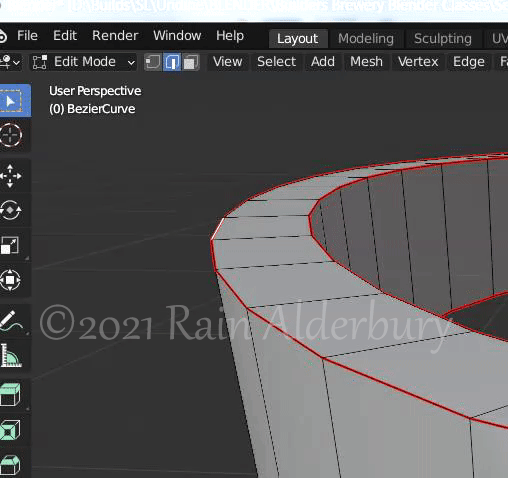 File Edit Render Window Help Layout Modeling Sculpting UV
Edit Mode View Select Add Mesh Vertex Edge
User Perspective
(0) BezierCurve
©2021 Rain Alderbury